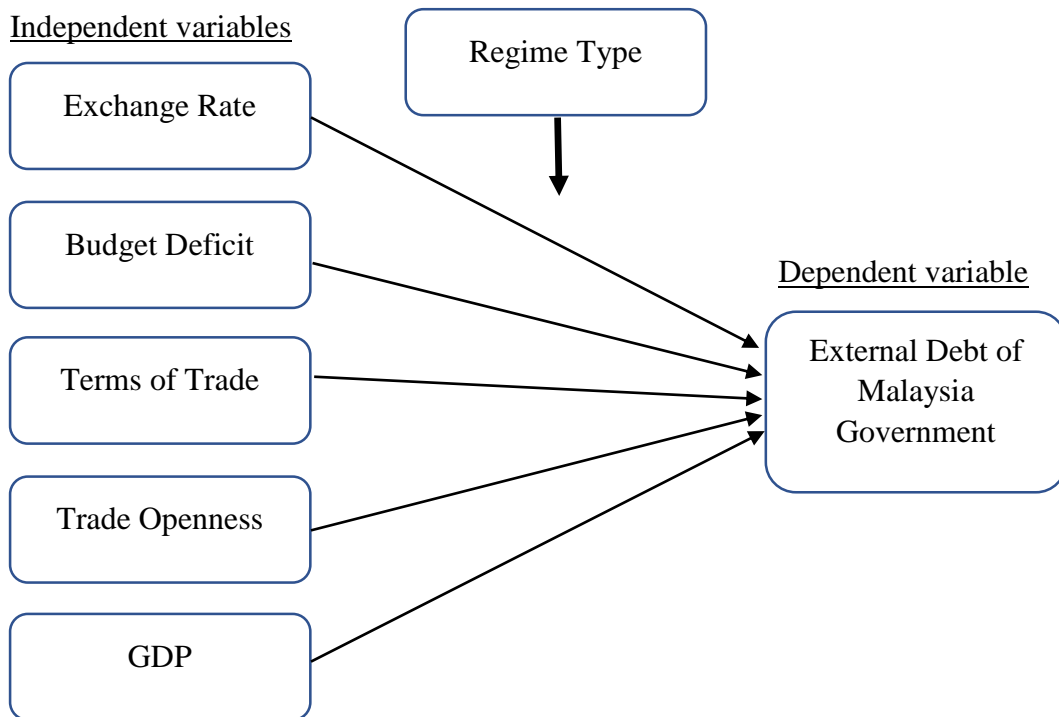 Independent variables
Regime Type
Exchange Rate
Budget Deficit
Terms of Trade
Trade Openness
GDP
Dependent variable
External Debt of
Malaysia
Government